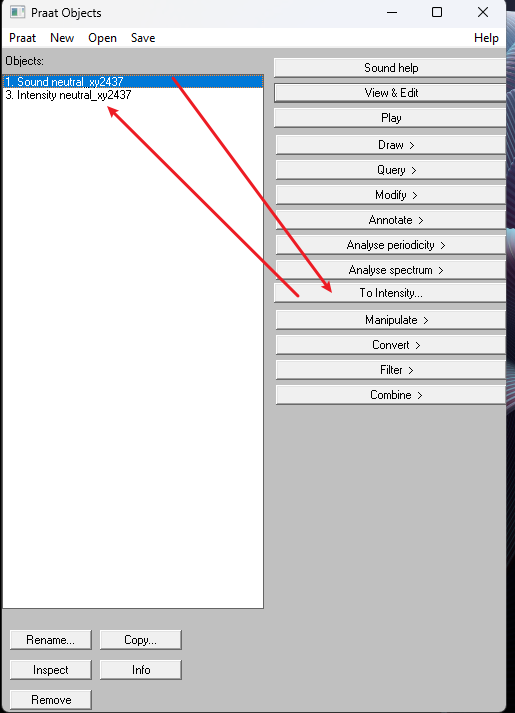 Praat Objects
Praat New Open Save Help
Objects:
1. Sound neutral_xy2437
3. Intensity neutral_xy2437
Sound help
View & Edit
Play
Draw >
Query >
Modify >
Annotate >
Analyse periodicity >
Analyse spectrum >
To Intensity...
Manipulate >
Convert >
Filter >
Combine >
Rename... Copy...
Inspect Info
Remove